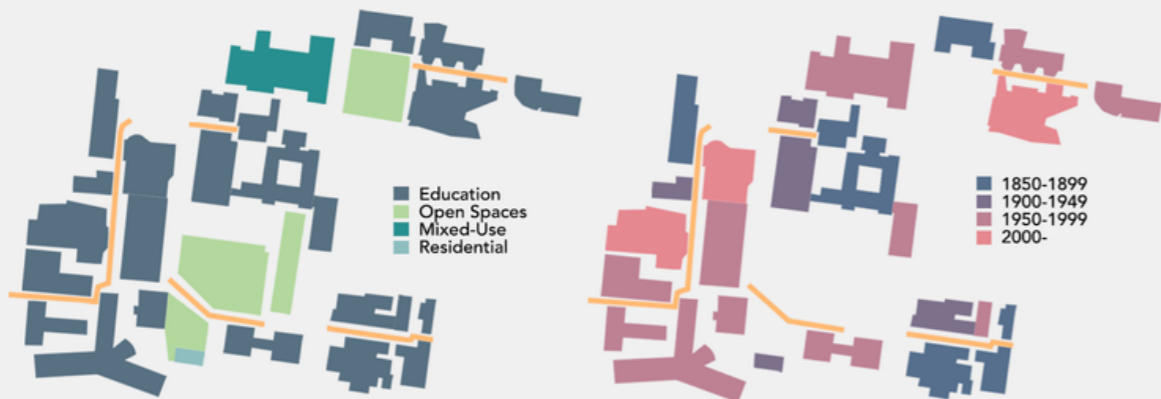 Education
Open Spaces
Mixed-Use
Residential
1850-1899
1900-1949
1950-1999
2000-